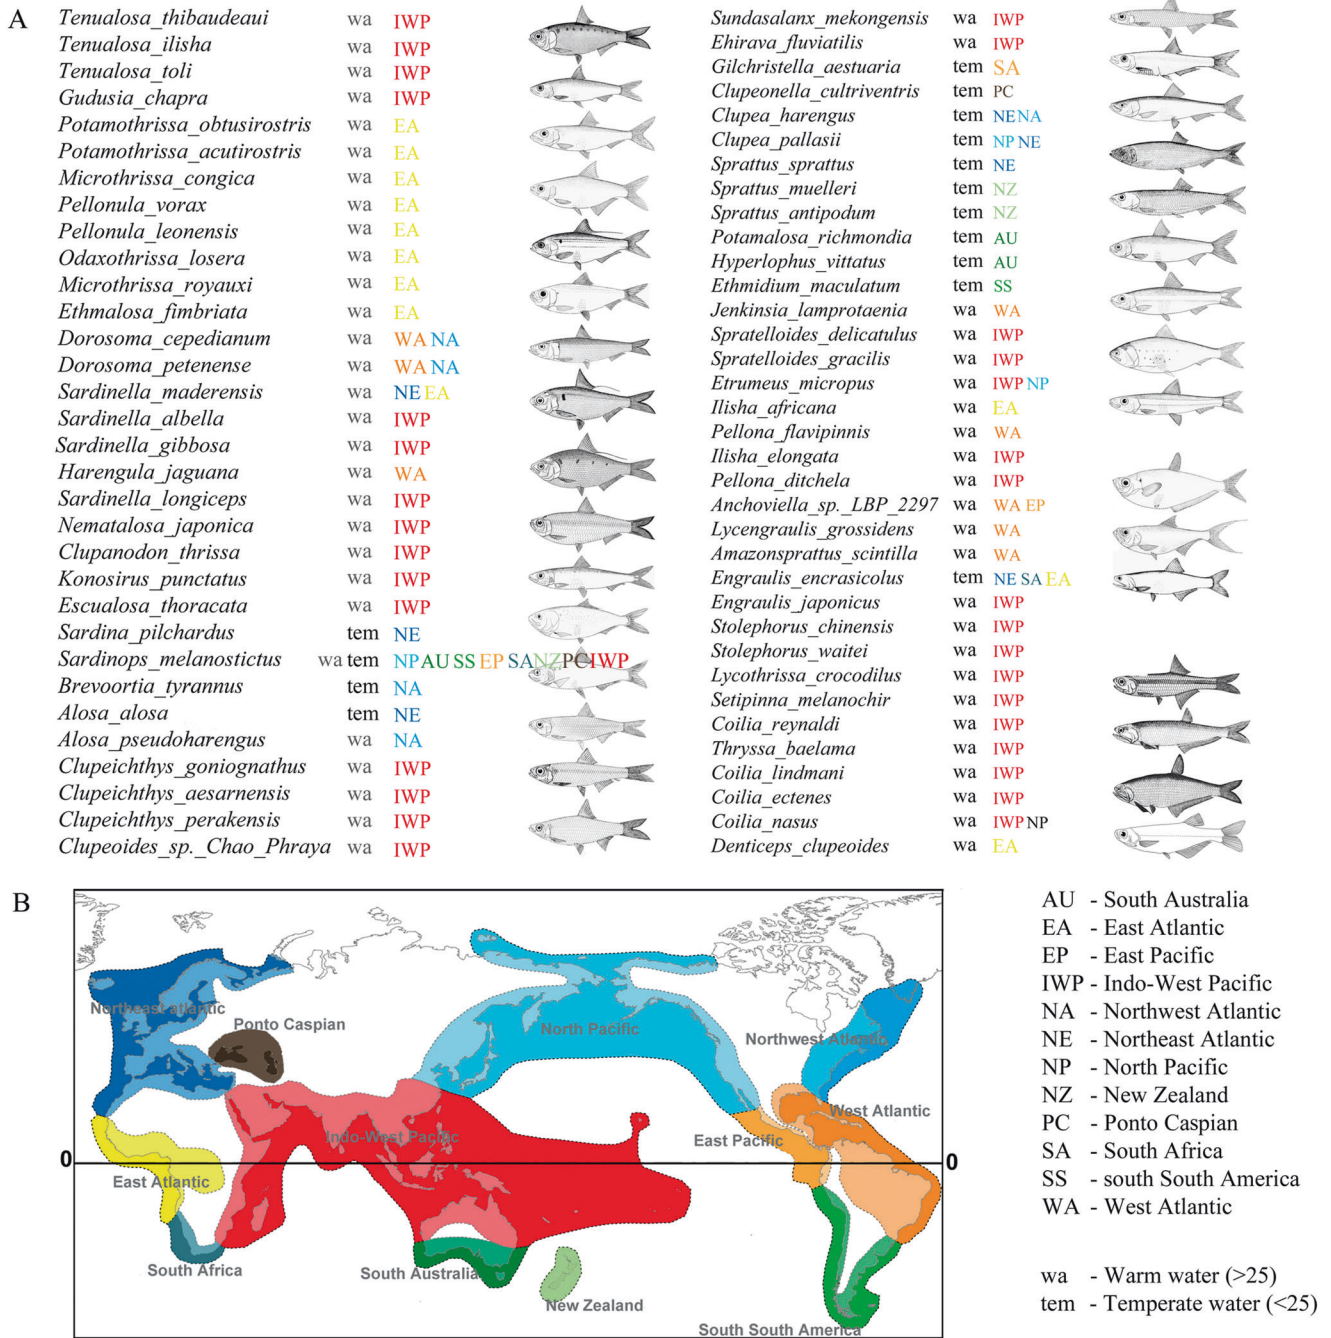 A
Tenualosa_thibaudeaui wa IWP
Tenualosa_ilisha wa IWP
Tenualosa_toli wa IWP
Gudusia_chapra wa IWP
Potamothrissa_obtusirostris wa EA
Potamothrissa_acutirostris wa EA
Microthrissa_congica wa EA
Pellonula_vorax wa EA
Pellonula_leonensis wa EA
Odaxothrissa_losera wa EA
Microthrissa_royauxi wa EA
Ethmalosa_fimbriata wa EA
Dorosoma_cepedianum wa WA NA
Dorosoma_petenense wa WA NA
Sardinella_maderensis wa NE EA
Sardinella_albella wa IWP
Sardinella_gibbosa wa IWP
Harengula_jaguana wa WA
Sardinella_longiceps wa IWP
Nematalosa_japonica wa IWP
Clupanodon_thrissa wa IWP
Konosirus_punctatus wa IWP
Escualosa_thoracata wa IWP
Sardina_pilchardus tem NE
Sardinops_melanostictus wa tem NP AU SS EP SA NZ PC IWP
Brevoortia_tyrannus tem NA
Alosa_alosa tem NE
Alosa_pseudoharengus wa NA
Clupeichthys_goniognathus wa IWP
Clupeichthys_aesarnensis wa IWP
Clupeichthys_perakensis wa IWP
Clupeoides_sp._Chao_Phraya wa IWP
Sundasalanx_mekongensis wa IWP
Ehirava_fluviatilis wa IWP
Gilchristella_aestuaria tem SA
Clupeonella_cultriventris tem PC
Clupea_harengus tem NE NA
Clupea_pallasii tem NP NE
Sprattus_sprattus tem NE
Sprattus_muelleri tem NZ
Sprattus_antipodum tem NZ
Potamalosa_richmondia tem AU
Hyperlophus_vittatus tem AU
Ethmidium_maculatum tem SS
Jenkinsia_lamprotaenia wa WA
Spratelloides_delicatulus wa IWP
Spratelloides_gracilis wa IWP
Etrumeus_micropus wa IWP NP
Ilisha_africana wa EA
Pellona_flavipinnis wa WA
Ilisha_elongata wa IWP
Pellona_ditchela wa IWP
Anchoviella_sp._LBP_2297 wa WA EP
Lycengraulis_grossidens wa WA
Amazonsprattus_scintilla wa WA
Engraulis_encrasicolus tem NE SA EA
Engraulis_japonicus wa IWP
Stolephorus_chinensis wa IWP
Stolephorus_waitei wa IWP
Lycothrissa_crocodilus wa IWP
Setipinna_melanochir wa IWP
Coilia_reynaldi wa IWP
Thryssa_baelama wa IWP
Coilia_lindmani wa IWP
Coilia_ectenes wa IWP
Coilia_nasus wa IWP NP
Denticeps_clupeoides wa EA
B
Northeast atlantic
Ponto Caspian
North Pacific
Northwest Atlantic
West Atlantic
Indo-West Pacific
East Pacific
0 0
East Atlantic
South Africa
South Australia
New Zealand
South South America
AU - South Australia
EA - East Atlantic
EP - East Pacific
IWP - Indo-West Pacific
NA - Northwest Atlantic
NE - Northeast Atlantic
NP - North Pacific
NZ - New Zealand
PC - Ponto Caspian
SA - South Africa
SS - south South America
WA - West Atlantic
wa - Warm water (>25)
tem - Temperate water (<25)